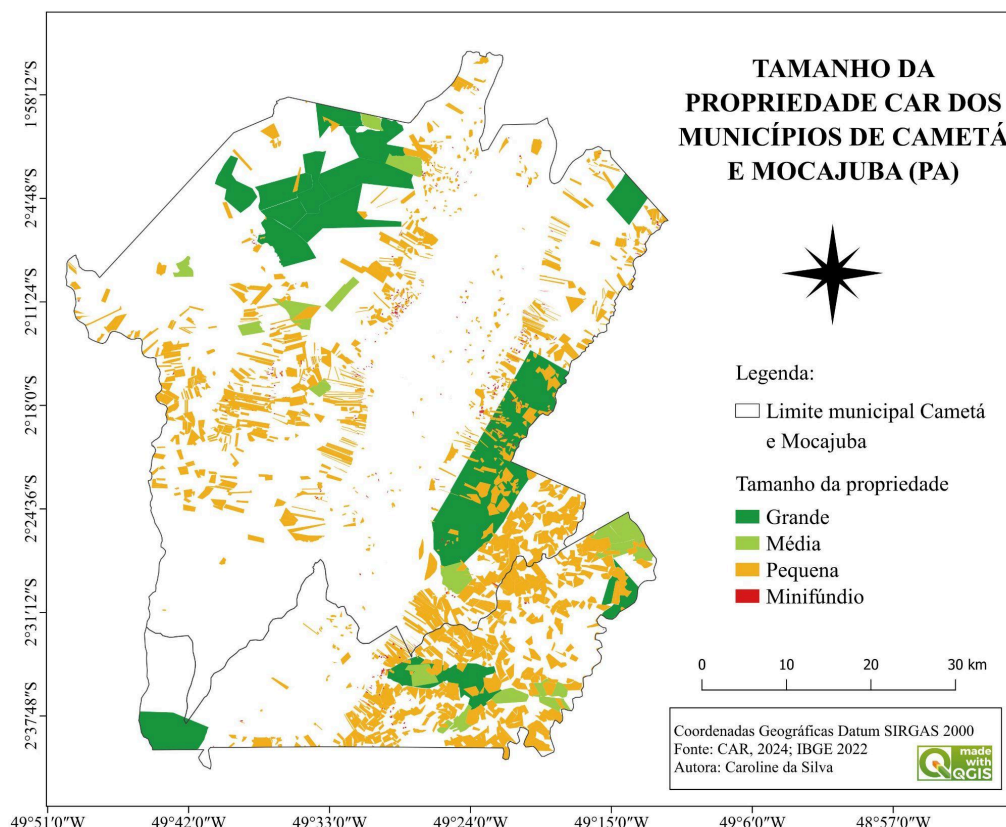 TAMANHO DA
PROPRIEDADE CAR DOS
MUNICÍPIOS DE CAMETÁ
E MOCAJUBA (PA)
Legenda:
Limite municipal Cametá
e Mocajuba
Tamanho da propriedade
Grande
Média
Pequena
Minifúndio
0 10 20 30 km
Coordenadas Geográficas Datum SIRGAS 2000
Fonte: CAR, 2024; IBGE 2022
Autora: Caroline da Silva
made
with
QGIS
1°58'12"S
2°4'48"S
2°11'24"S
2°18'0"S
2°24'36"S
2°31'12"S
2°37'48"S
49°51'0"W 49°42'0"W 49°33'0"W 49°24'0"W 49°15'0"W 49°6'0"W 48°57'0"W